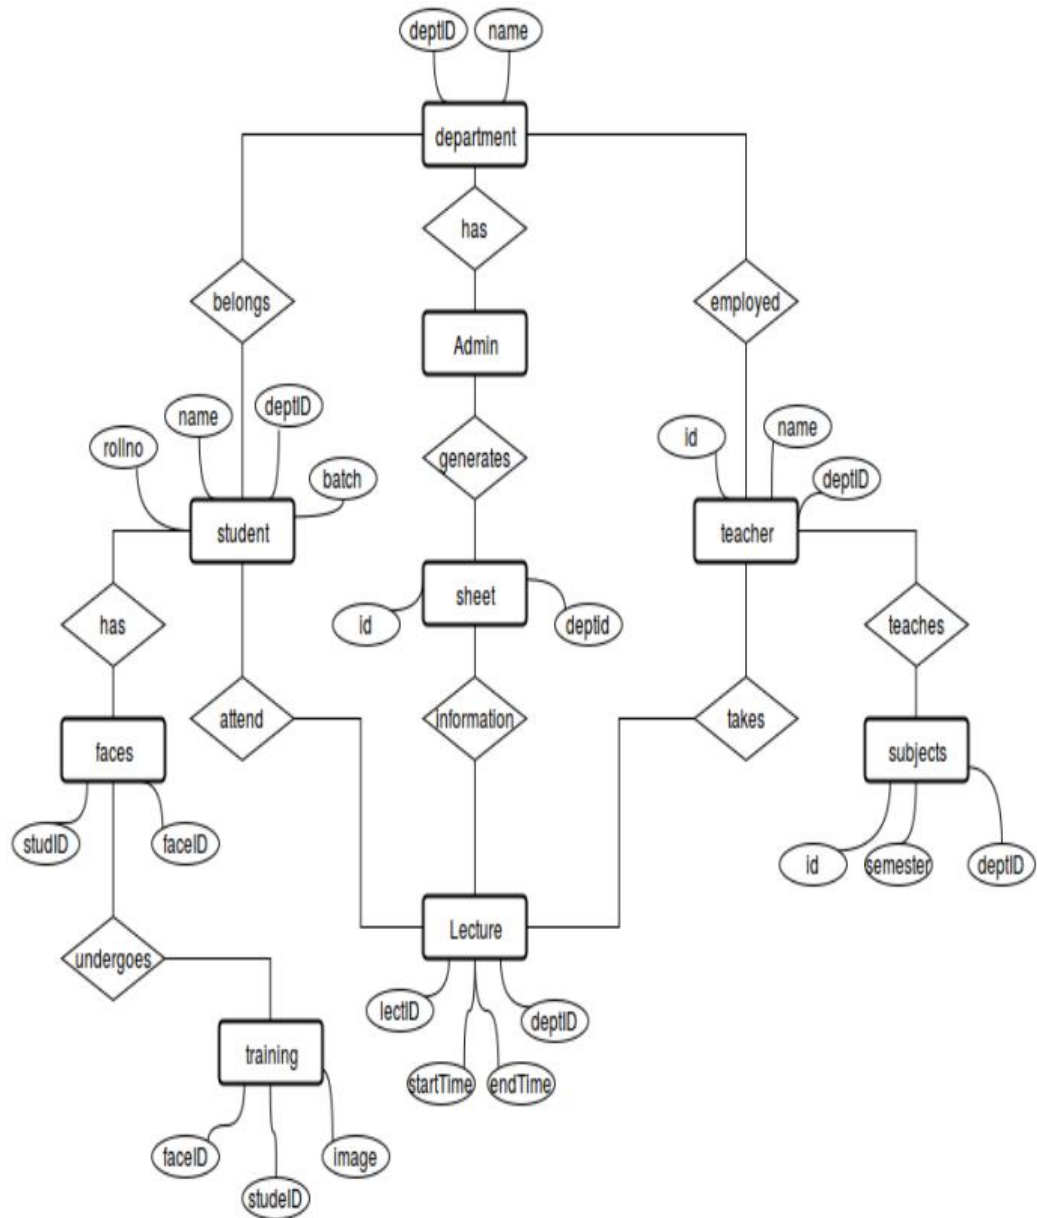 deptID name
department
has
belongs
employed
Admin
name
deptID
rollno
batch
generates
id
name
deptID
student
teacher
sheet
id
deptid
has
teaches
attend
information
takes
faces
subjects
studID
faceID
id
semester
deptID
Lecture
undergoes
lectID
deptID
startTime
endTime
training
faceID
image
studeID